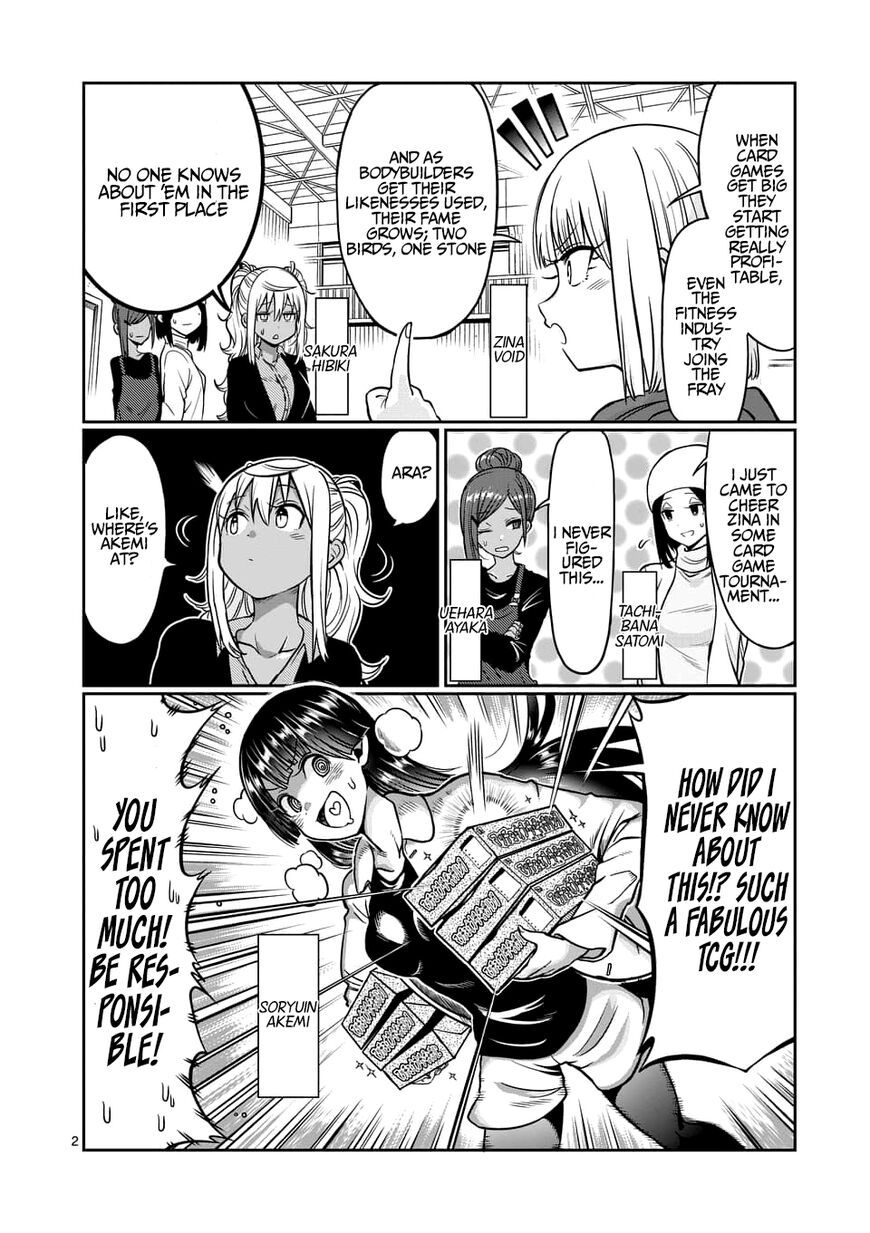 WHEN
CARD
GAMES
GET BIG
THEY
START
GETTING
REALLY
PROFI-
TABLE,
EVEN
THE
FITNESS
INDUS-
TRY JOINS
THE
FRAY
AND AS
BODYBUILDERS
GET THEIR
LIKENESSES USED,
THEIR FAME
GROWS; TWO
BIRDS, ONE STONE
ZINA
VOID
NO ONE KNOWS
ABOUT 'EM IN THE
FIRST PLACE
SAKURA
HIBIKI
I JUST
CAME TO
CHEER
ZINA IN
SOME
CARD
GAME
TOURNA-
MENT...
TACHI-
BANA
SATOMI
I NEVER
FIG-
URED
THIS...
UEHARA
AYAKA
ARA?
LIKE,
WHERE'S
AKEMI
AT?
HOW DID I
NEVER KNOW
ABOUT
THIS!? SUCH
A FABULOUS
TCG!!!
SORYUIN
AKEMI
YOU
SPENT
TOO
MUCH!
BE RES-
PONSI-
BLE!
2